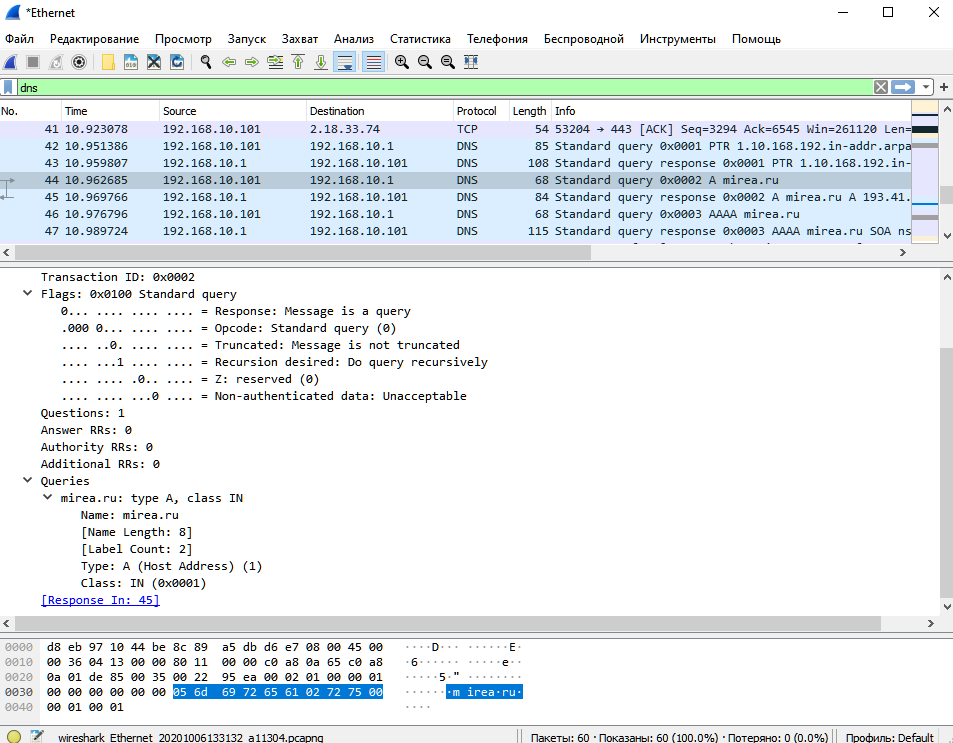 *Ethernet
Файл Редактирование Просмотр Запуск Захват Анализ Статистика Телефония Беспроводной Инструменты Помощь
dns
No. Time Source Destination Protocol Length Info
41 10.923078 192.168.10.101 2.18.33.74 TCP 54 53204 → 443 [ACK] Seq=3294 Ack=6545 Win=261120 Len=
42 10.951386 192.168.10.101 192.168.10.1 DNS 85 Standard query 0x0001 PTR 1.10.168.192.in-addr.arpa
43 10.959807 192.168.10.1 192.168.10.101 DNS 108 Standard query response 0x0001 PTR 1.10.168.192.in-
44 10.962685 192.168.10.101 192.168.10.1 DNS 68 Standard query 0x0002 A mirea.ru
45 10.969766 192.168.10.1 192.168.10.101 DNS 84 Standard query response 0x0002 A mirea.ru A 193.41.
46 10.976796 192.168.10.101 192.168.10.1 DNS 68 Standard query 0x0003 AAAA mirea.ru
47 10.989724 192.168.10.1 192.168.10.101 DNS 115 Standard query response 0x0003 AAAA mirea.ru SOA ns
Transaction ID: 0x0002
Flags: 0x0100 Standard query
0... .... .... .... = Response: Message is a query
.000 0... .... .... = Opcode: Standard query (0)
.... ..0. .... .... = Truncated: Message is not truncated
.... ...1 .... .... = Recursion desired: Do query recursively
.... .... .0.. .... = Z: reserved (0)
.... .... ...0 .... = Non-authenticated data: Unacceptable
Questions: 1
Answer RRs: 0
Authority RRs: 0
Additional RRs: 0
Queries
mirea.ru: type A, class IN
Name: mirea.ru
[Name Length: 8]
[Label Count: 2]
Type: A (Host Address) (1)
Class: IN (0x0001)
[Response In: 45]
0000 d8 eb 97 10 44 be 8c 89 a5 db d6 e7 08 00 45 00 ····D··· ······E·
0010 00 36 04 13 00 00 80 11 00 00 c0 a8 0a 65 c0 a8 ·6······ ·····e··
0020 0a 01 de 85 00 35 00 22 95 ea 00 02 01 00 00 01 ·····5·" ········
0030 00 00 00 00 00 00 05 6d 69 72 65 61 02 72 75 00 ·······m irea·ru·
0040 00 01 00 01 ····
wireshark_Ethernet_20201006133132_a11304.pcapng Пакеты: 60 · Показаны: 60 (100.0%) · Потеряно: 0 (0.0%) Профиль: Default